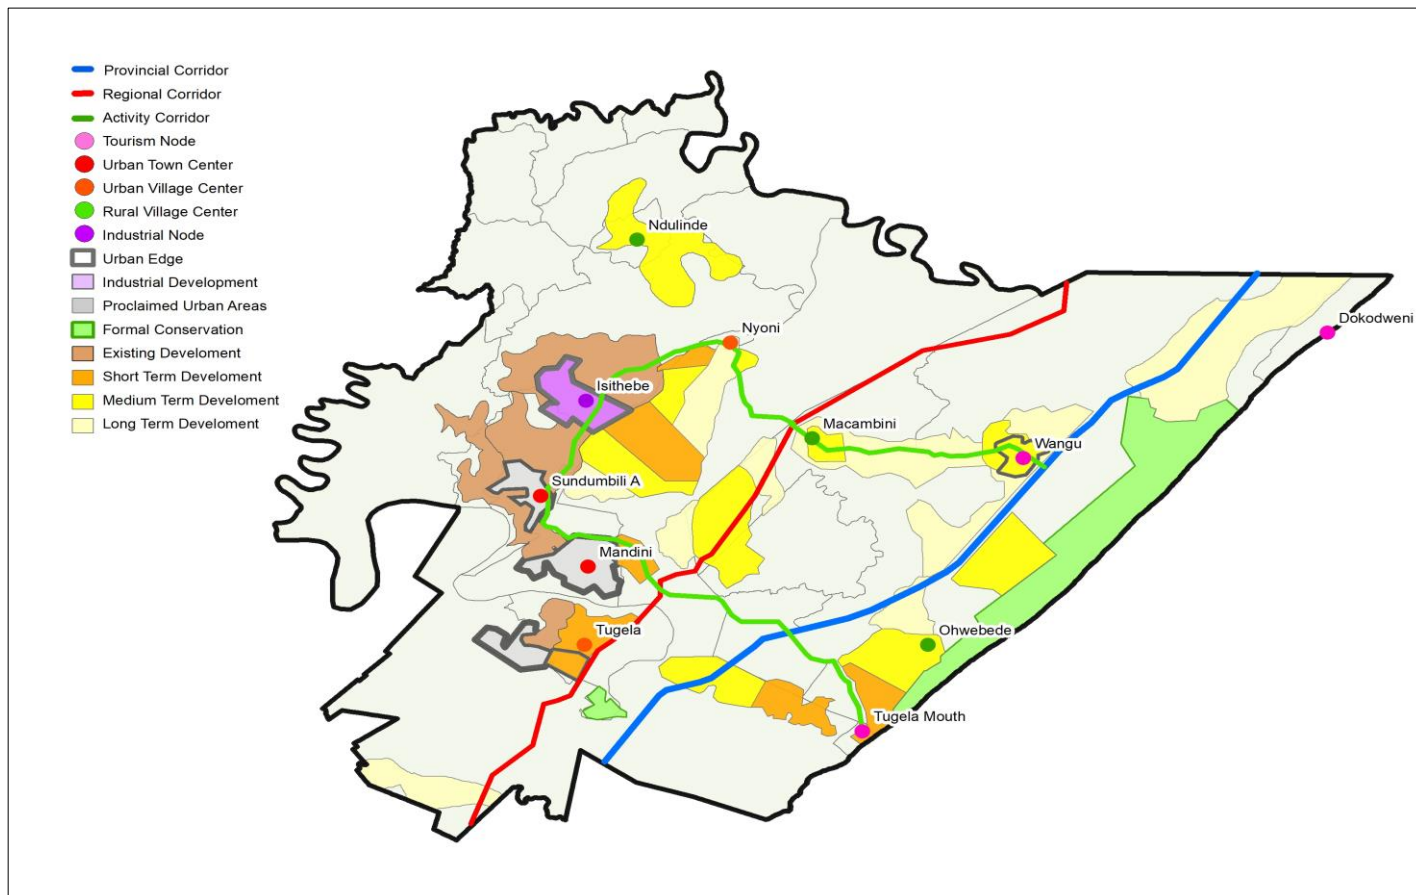 Provincial Corridor
Regional Corridor
Activity Corridor
Tourism Node
Urban Town Center
Urban Village Center
Rural Village Center
Industrial Node
Urban Edge
Industrial Development
Proclaimed Urban Areas
Formal Conservation
Existing Develoment
Short Term Develoment
Medium Term Develoment
Long Term Develoment
Ndulinde
Nyoni
Dokodweni
Isithebe
Macambini
Wangu
Sundumbili A
Mandini
Tugela
Ohwebede
Tugela Mouth